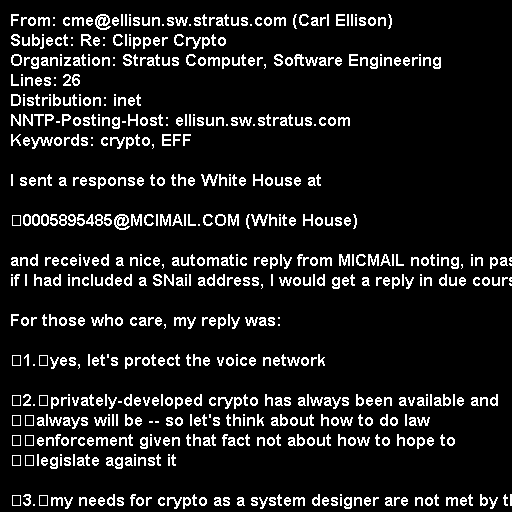 From: cme@ellisun.sw.stratus.com (Carl Ellison)
Subject: Re: Clipper Crypto
Organization: Stratus Computer, Software Engineering
Lines: 26
Distribution: inet
NNTP-Posting-Host: ellisun.sw.stratus.com
Keywords: crypto, EFF
I sent a response to the White House at
0005895485@MCIMAIL.COM (White House)
and received a nice, automatic reply from MICMAIL noting, in
if I had included a SNail address, I would get a reply in due
For those who care, my reply was:
1. yes, let's protect the voice network
2. privately-developed crypto has always been available and
always will be -- so let's think about how to do law
enforcement given that fact not about how to hope to
legislate against it
3. my needs for crypto as a system designer are not met by